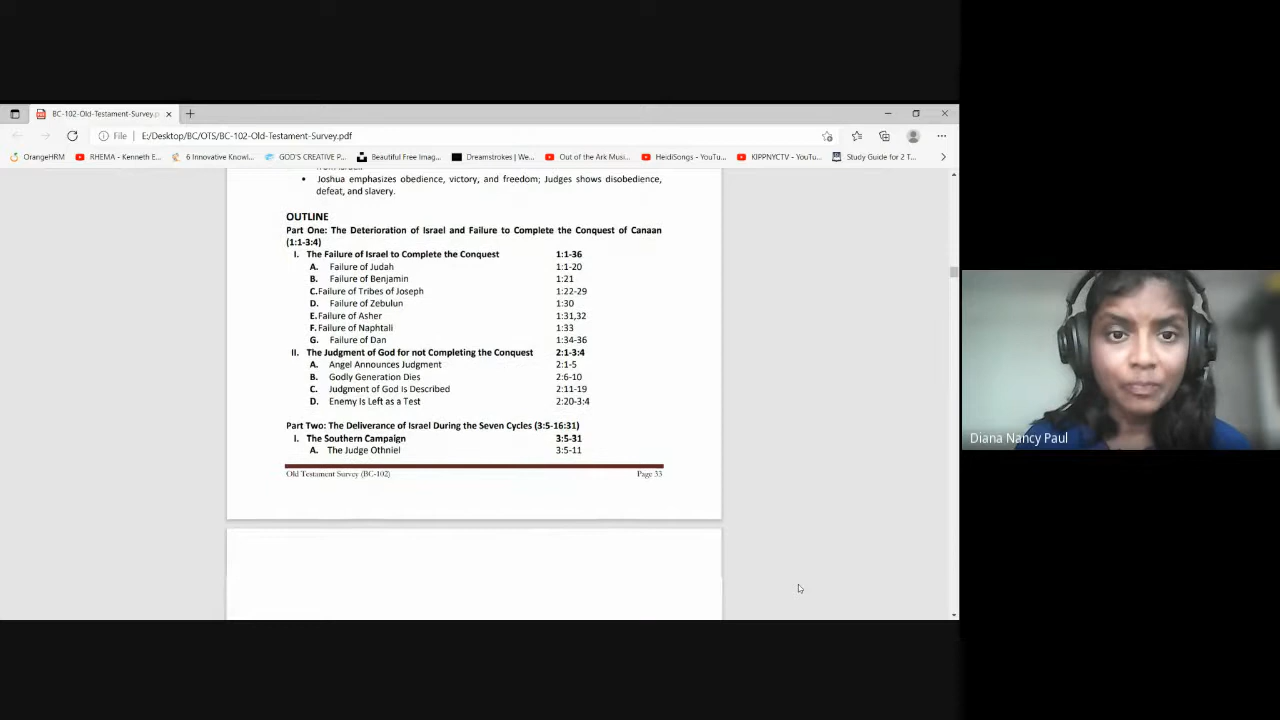 BC-102-Old-Testament-Survey.p
File E:/Desktop/BC/OTS/BC-102-Old-Testament-Survey.pdf
OrangeHRM RHEMA - Kenneth E... 6 Innovative Knowl... GOD'S CREATIVE P... Beautiful Free Imag... Dreamstrokes | We... Out of the Ark Musi... HeidiSongs - YouTu... KIPPNYCTV - YouTu... Study Guide for 2 T...
• Joshua emphasizes obedience, victory, and freedom; Judges shows disobedience,
defeat, and slavery.
OUTLINE
Part One: The Deterioration of Israel and Failure to Complete the Conquest of Canaan
(1:1-3:4)
I. The Failure of Israel to Complete the Conquest 1:1-36
A. Failure of Judah 1:1-20
B. Failure of Benjamin 1:21
C.Failure of Tribes of Joseph 1:22-29
D. Failure of Zebulun 1:30
E.Failure of Asher 1:31,32
F.Failure of Naphtali 1:33
G. Failure of Dan 1:34-36
II. The Judgment of God for not Completing the Conquest 2:1-3:4
A. Angel Announces Judgment 2:1-5
B. Godly Generation Dies 2:6-10
C. Judgment of God Is Described 2:11-19
D. Enemy Is Left as a Test 2:20-3:4
Part Two: The Deliverance of Israel During the Seven Cycles (3:5-16:31)
I. The Southern Campaign 3:5-31
A. The Judge Othniel 3:5-11
Old Testament Survey (BC-102) Page 33
Diana Nancy Paul